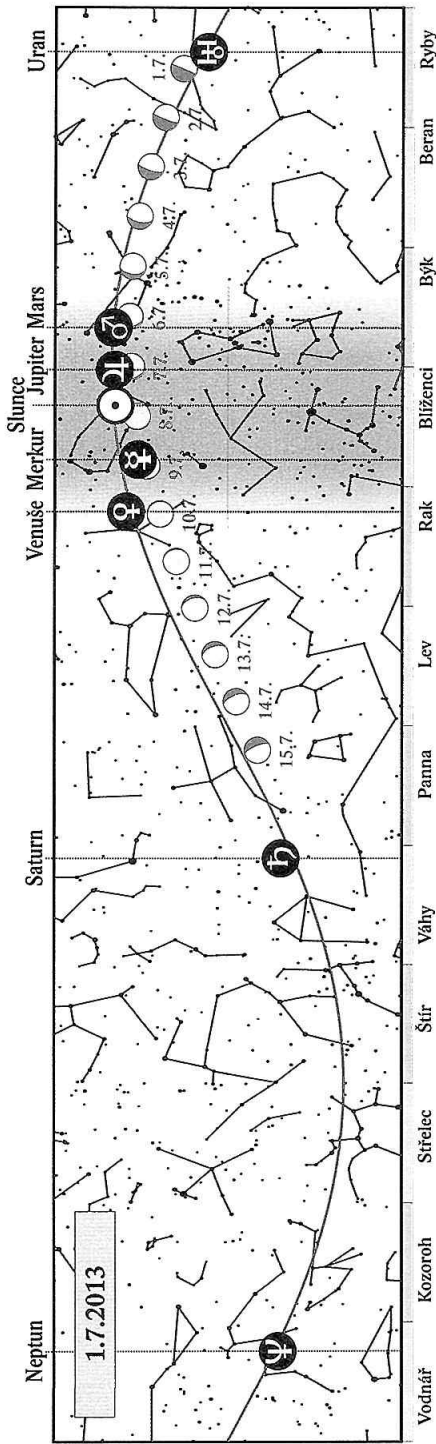 Neptun Saturn Venuše Merkur Slunce Jupiter Mars Uran
1.7.2013
15.7. 14.7. 13.7. 12.7. 11.7. 10.7. 9. 8.7. 7.7. 6.7. 5.7. 4.7. 3.7. 2.7. 1.7.
Vodnář Kozoroh Střelec Štír Váhy Panna Lev Rak Blíženci Býk Beran Ryby